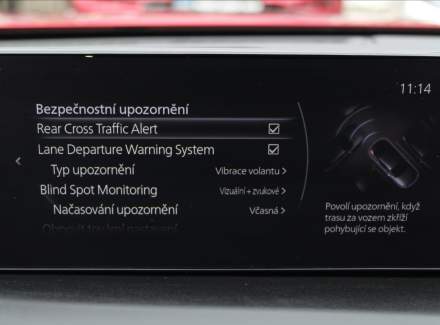 11:14
Bezpečnostní upozornění
Rear Cross Traffic Alert
Lane Departure Warning System
Typ upozornění Vibrace volantu >
Blind Spot Monitoring Vizuální + zvukové >
Načasování upozornění Včasná >
Povolí upozornění, když
trasu za vozem zkříží
pohybující se objekt.